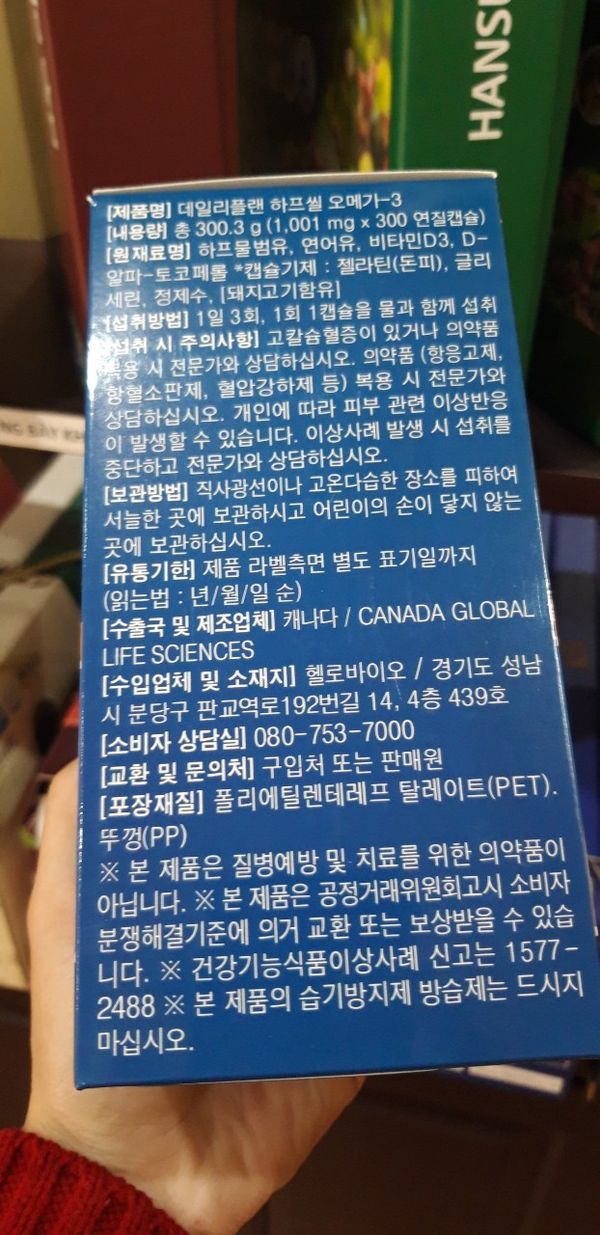 HANS
[제품명] 데일리플랜 하프씰 오메가-3
[내용량] 총 300.3 g (1,001 mg x 300 연질캡슐)
[원재료명] 하프물범유, 연어유, 비타민D3, D-
알파-토코페롤 *캡슐기제 : 젤라틴(돈피), 글리
세린, 정제수, [돼지고기함유]
[섭취방법] 1일 3회, 1회 1캡슐을 물과 함께 섭취
[섭취 시 주의사항] 고칼슘혈증이 있거나 의약품
복용 시 전문가와 상담하십시오. 의약품 (항응고제,
항혈소판제, 혈압강하제 등) 복용 시 전문가와
상담하십시오. 개인에 따라 피부 관련 이상반응
이 발생할 수 있습니다. 이상사례 발생 시 섭취를
중단하고 전문가와 상담하십시오.
[보관방법] 직사광선이나 고온다습한 장소를 피하여
서늘한 곳에 보관하시고 어린이의 손이 닿지 않는
곳에 보관하십시오.
[유통기한] 제품 라벨측면 별도 표기일까지
(읽는법 : 년/월/일 순)
[수출국 및 제조업체] 캐나다 / CANADA GLOBAL
LIFE SCIENCES
[수입업체 및 소재지] 헬로바이오 / 경기도 성남
시 분당구 판교역로192번길 14, 4층 439호
[소비자 상담실] 080-753-7000
[교환 및 문의처] 구입처 또는 판매원
[포장재질] 폴리에틸렌테레프 탈레이트(PET).
뚜껑(PP)
※ 본 제품은 질병예방 및 치료를 위한 의약품이
아닙니다. ※ 본 제품은 공정거래위원회고시 소비자
분쟁해결기준에 의거 교환 또는 보상받을 수 있습
니다. ※ 건강기능식품이상사례 신고는 1577-
2488 ※ 본 제품의 습기방지제 방습제는 드시지
마십시오.